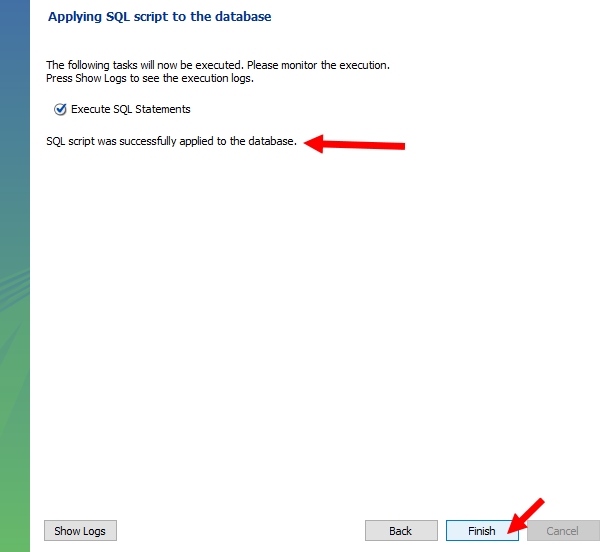 Applying SQL script to the database
The following tasks will now be executed. Please monitor the execution.
Press Show Logs to see the execution logs.
Execute SQL Statements
SQL script was successfully applied to the database.
Show Logs
Back
Finish
Cancel